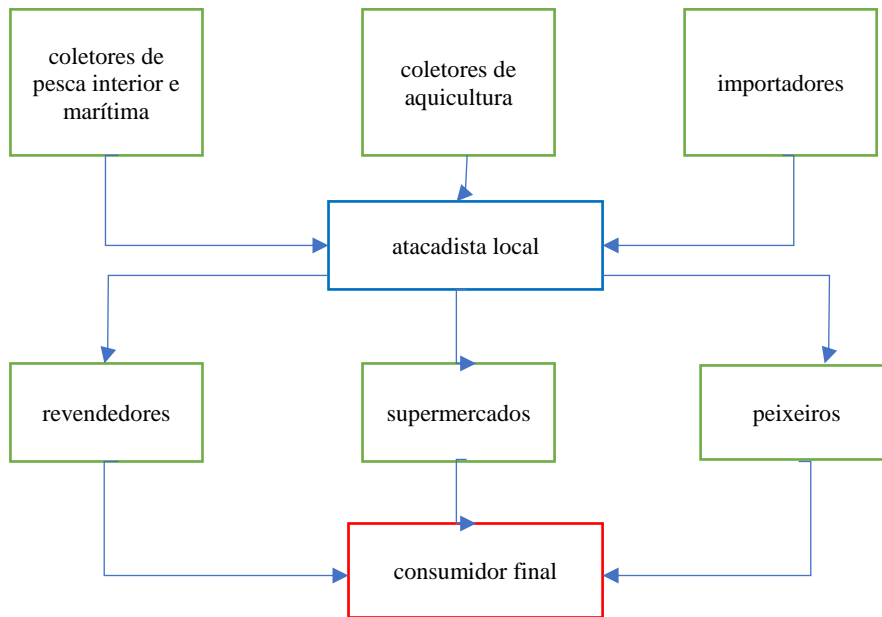 coletores de
pesca interior e
marítima
coletores de
aquicultura
importadores
atacadista local
revendedores
supermercados
peixeiros
consumidor final